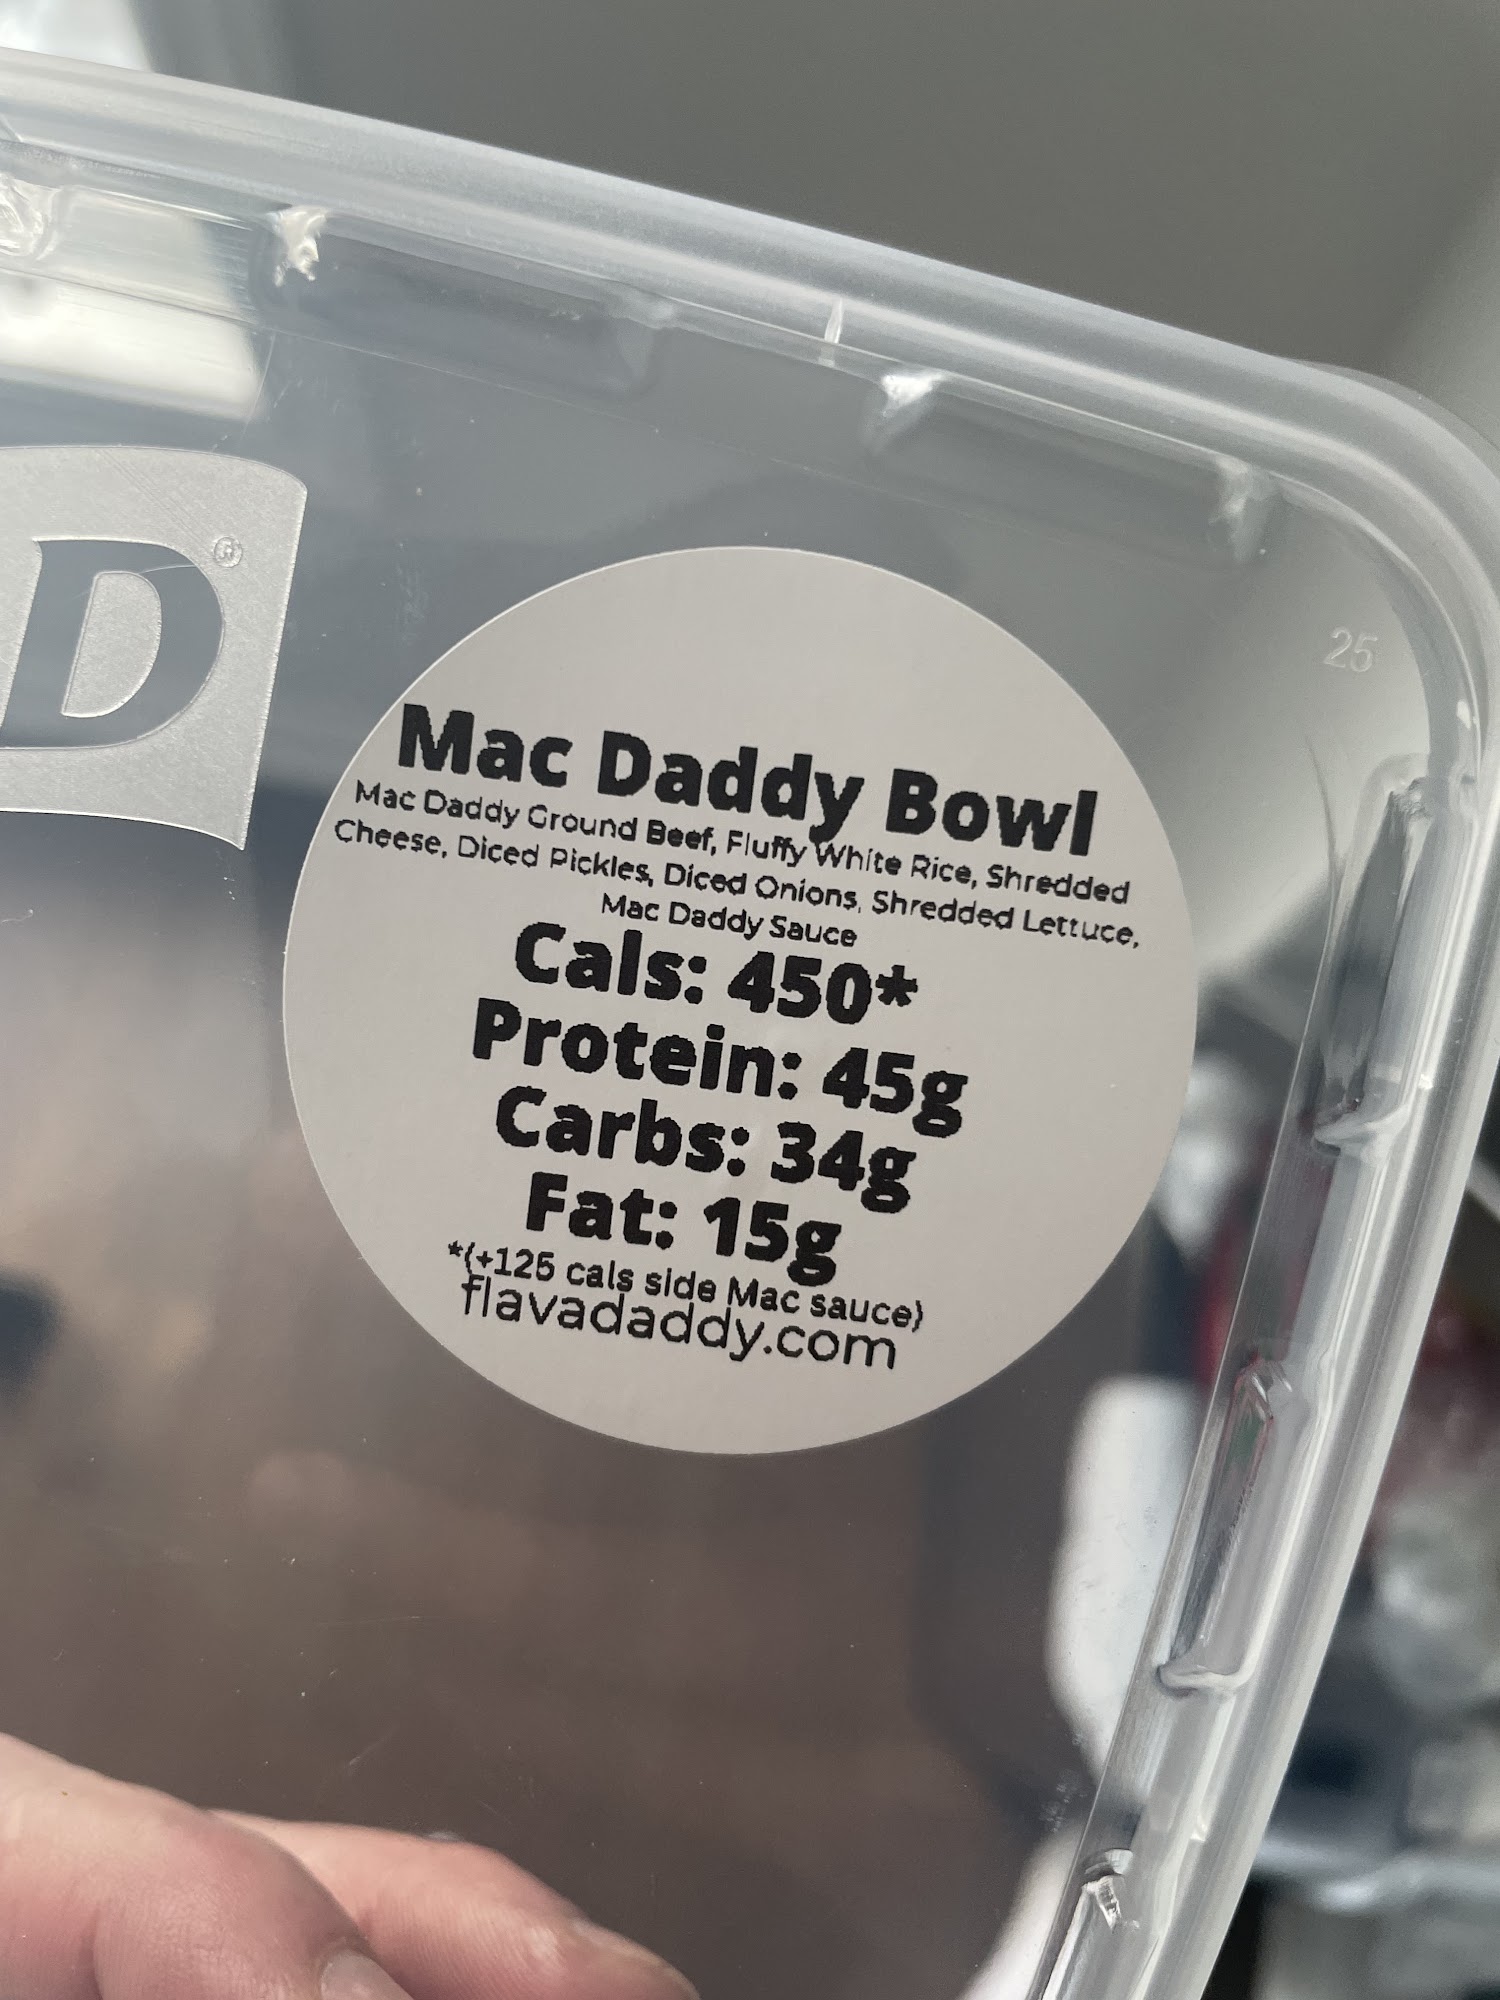 D®
25
Mac Daddy Bowl
Mac Daddy Ground Beef, Fluffy White Rice, Shredded
Cheese, Diced Pickles, Diced Onions, Shredded Lettuce,
Mac Daddy Sauce
Cals: 450*
Protein: 45g
Carbs: 34g
Fat: 15g
*(+125 cals side Mac sauce)
flavadaddy.com